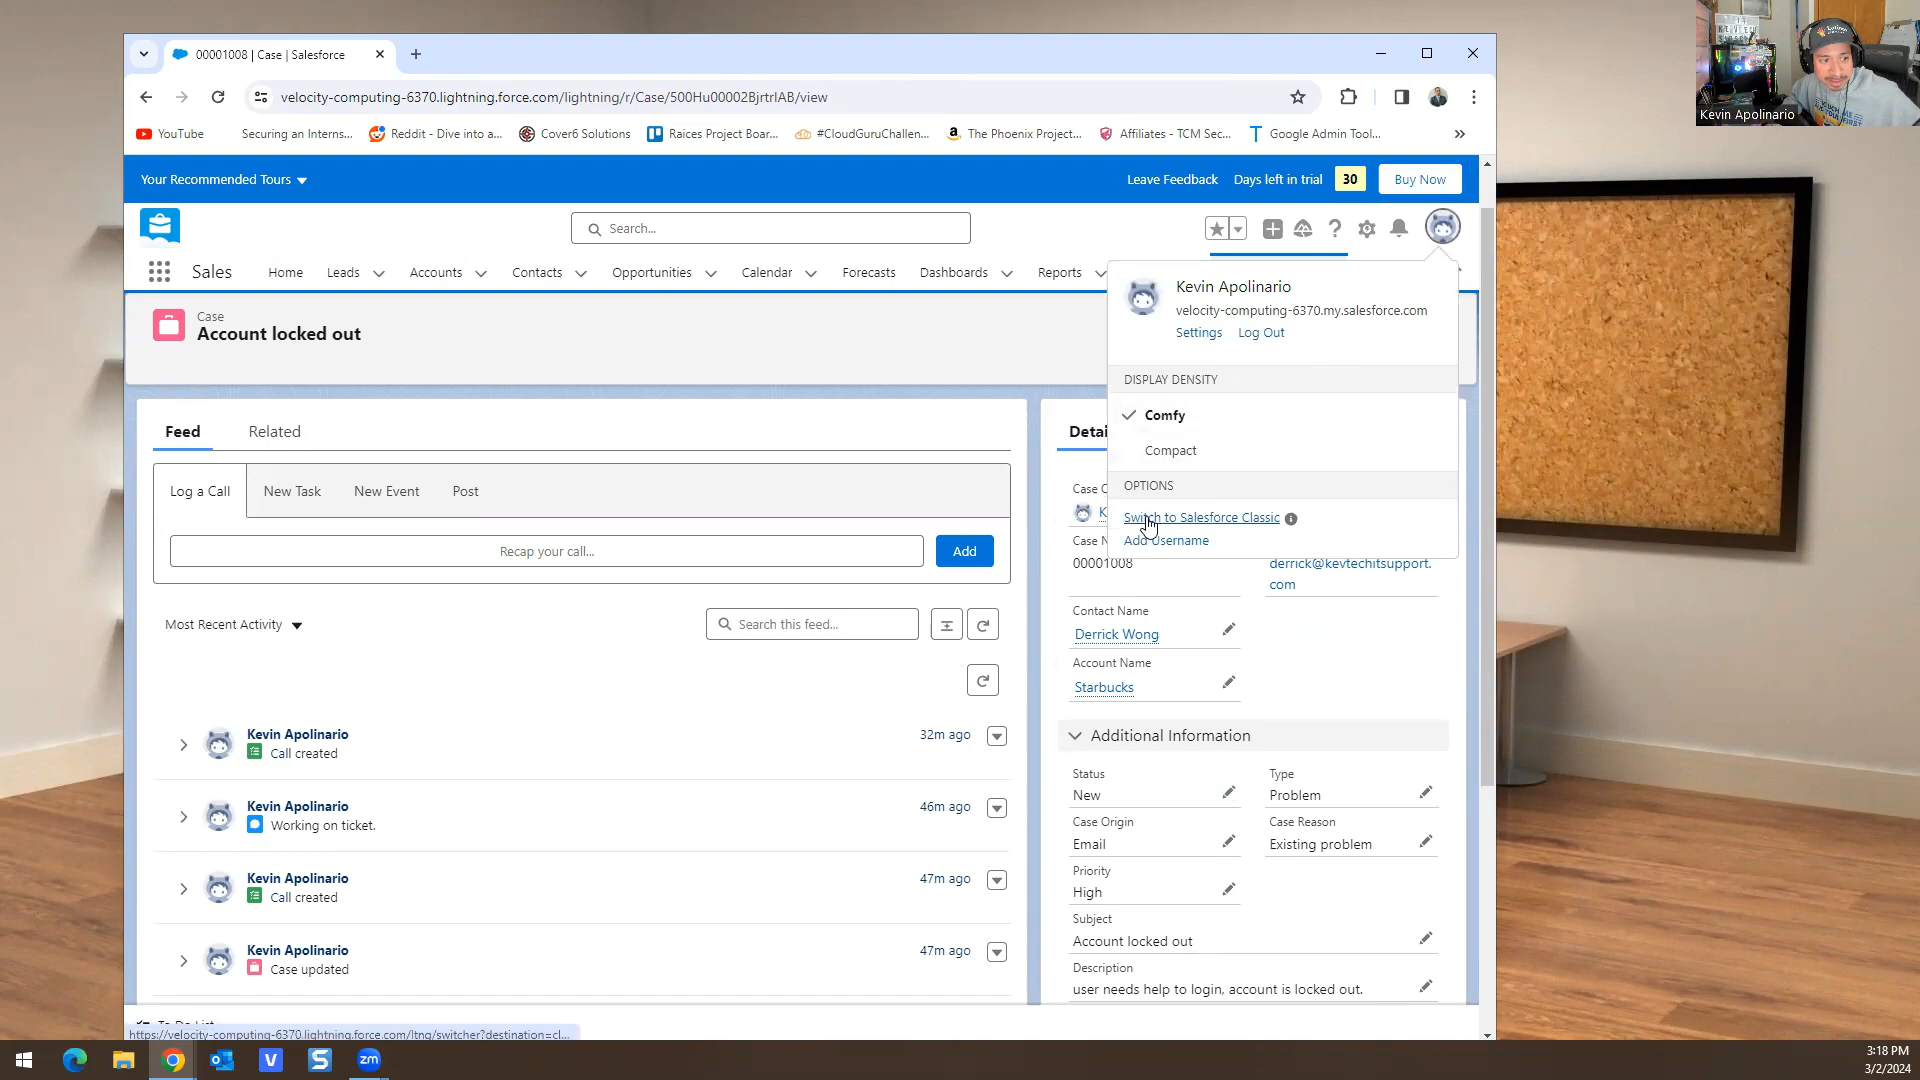 00001008 | Case | Salesforce
velocity-computing-6370.lightning.force.com/lightning/r/Case/500Hu00002BjrtrIAB/view
YouTube
Securing an Interns...
Reddit - Dive into a...
Cover6 Solutions
Raices Project Boar...
#CloudGuruChallen...
The Phoenix Project...
Affiliates - TCM Sec...
Google Admin Tool...
Kevin Apolinario
Your Recommended Tours
Leave Feedback
Days left in trial
30
Buy Now
Search...
Sales
Home
Leads
Accounts
Contacts
Opportunities
Calendar
Forecasts
Dashboards
Reports
Kevin Apolinario
velocity-computing-6370.my.salesforce.com
Settings
Log Out
DISPLAY DENSITY
Comfy
Compact
OPTIONS
Switch to Salesforce Classic
Add Username
Case
Account locked out
Feed
Related
Log a Call
New Task
New Event
Post
Recap your call...
Add
Most Recent Activity
Search this feed...
Kevin Apolinario
Call created
32m ago
Kevin Apolinario
Working on ticket.
46m ago
Kevin Apolinario
Call created
47m ago
Kevin Apolinario
Case updated
47m ago
00001008
derrick@kevtechitsupport.
com
Contact Name
Derrick Wong
Account Name
Starbucks
Additional Information
Status
New
Type
Problem
Case Origin
Email
Case Reason
Existing problem
Priority
High
Subject
Account locked out
Description
user needs help to login, account is locked out.
To Do List
https://velocity-computing-6370.lightning.force.com/ltng/switcher?destination=cl...
3:18 PM
3/2/2024